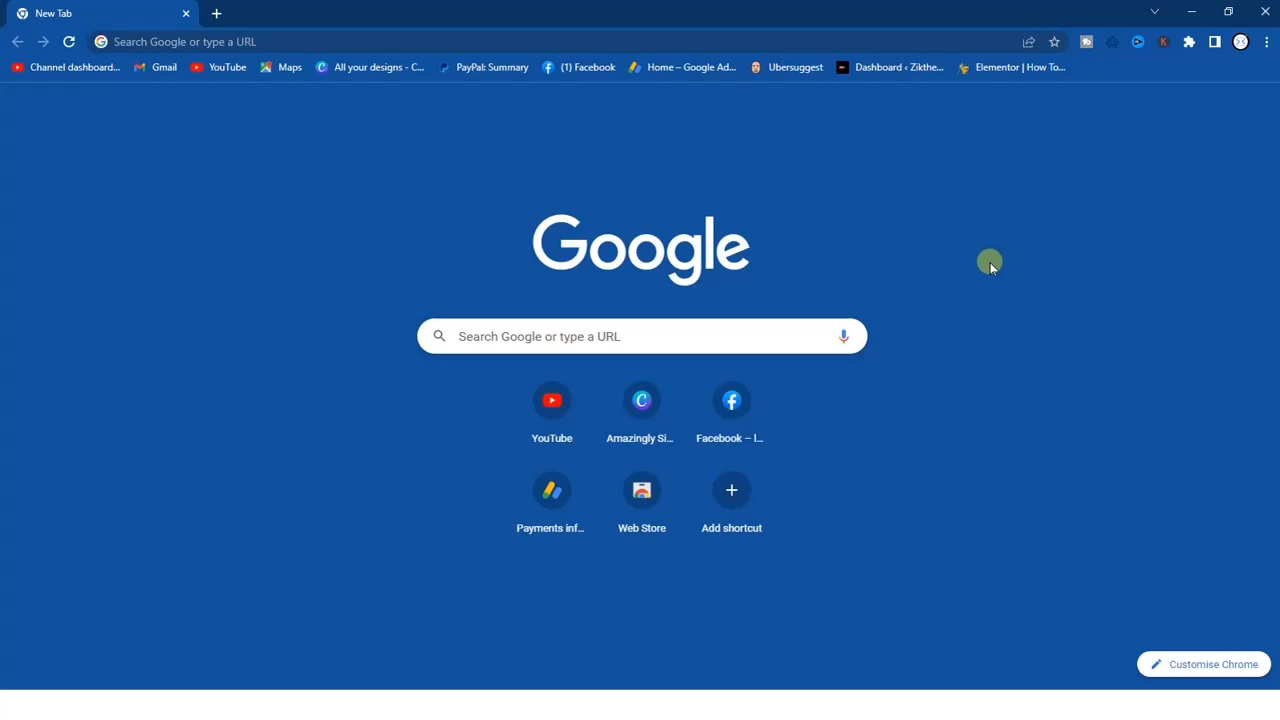 New Tab
Search Google or type a URL
Channel dashboard...
Gmail
YouTube
Maps
All your designs - C...
PayPal: Summary
(1) Facebook
Home – Google Ad...
Ubersuggest
Dashboard ‹ Zikthe...
Elementor | How To...
Google
Search Google or type a URL
YouTube
Amazingly Si...
Facebook – l...
Payments inf...
Web Store
Add shortcut
Customise Chrome